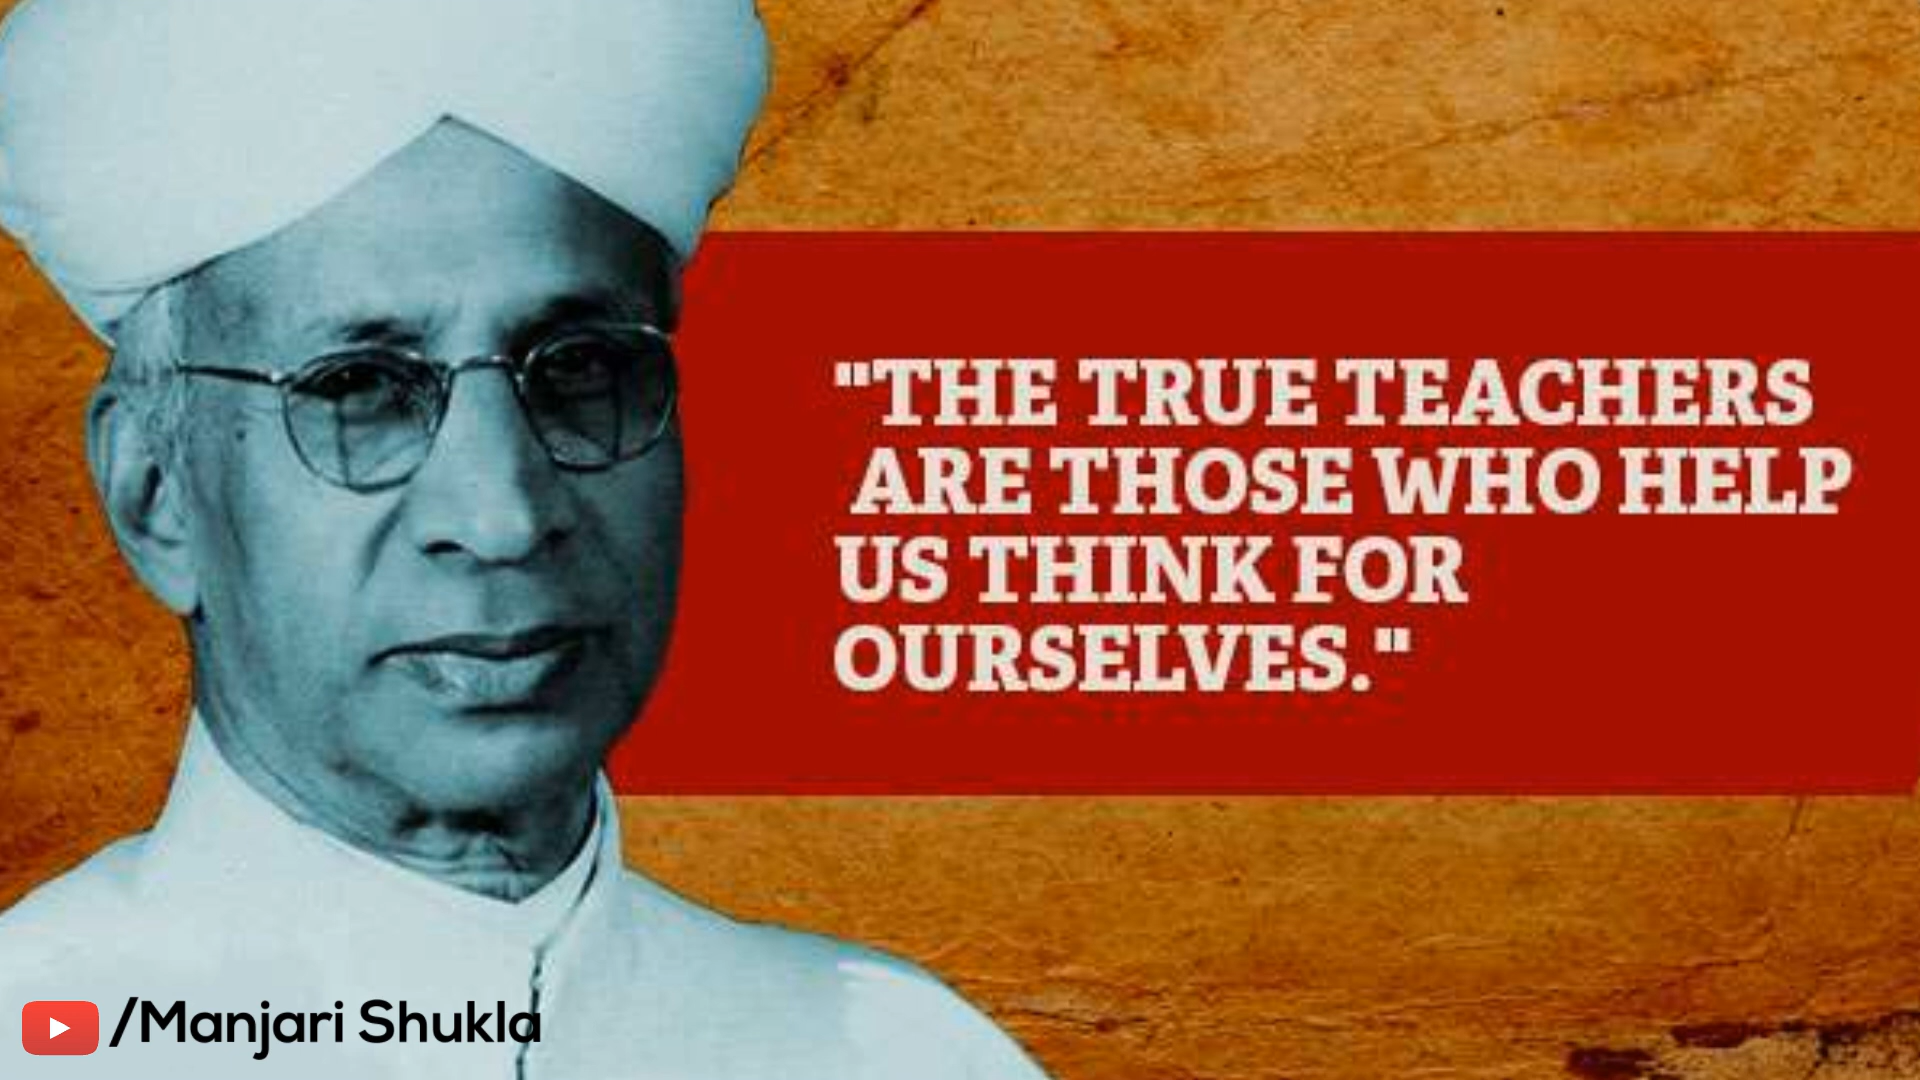 "THE TRUE TEACHERS
ARE THOSE WHO HELP
US THINK FOR
OURSELVES."
/Manjari Shukla